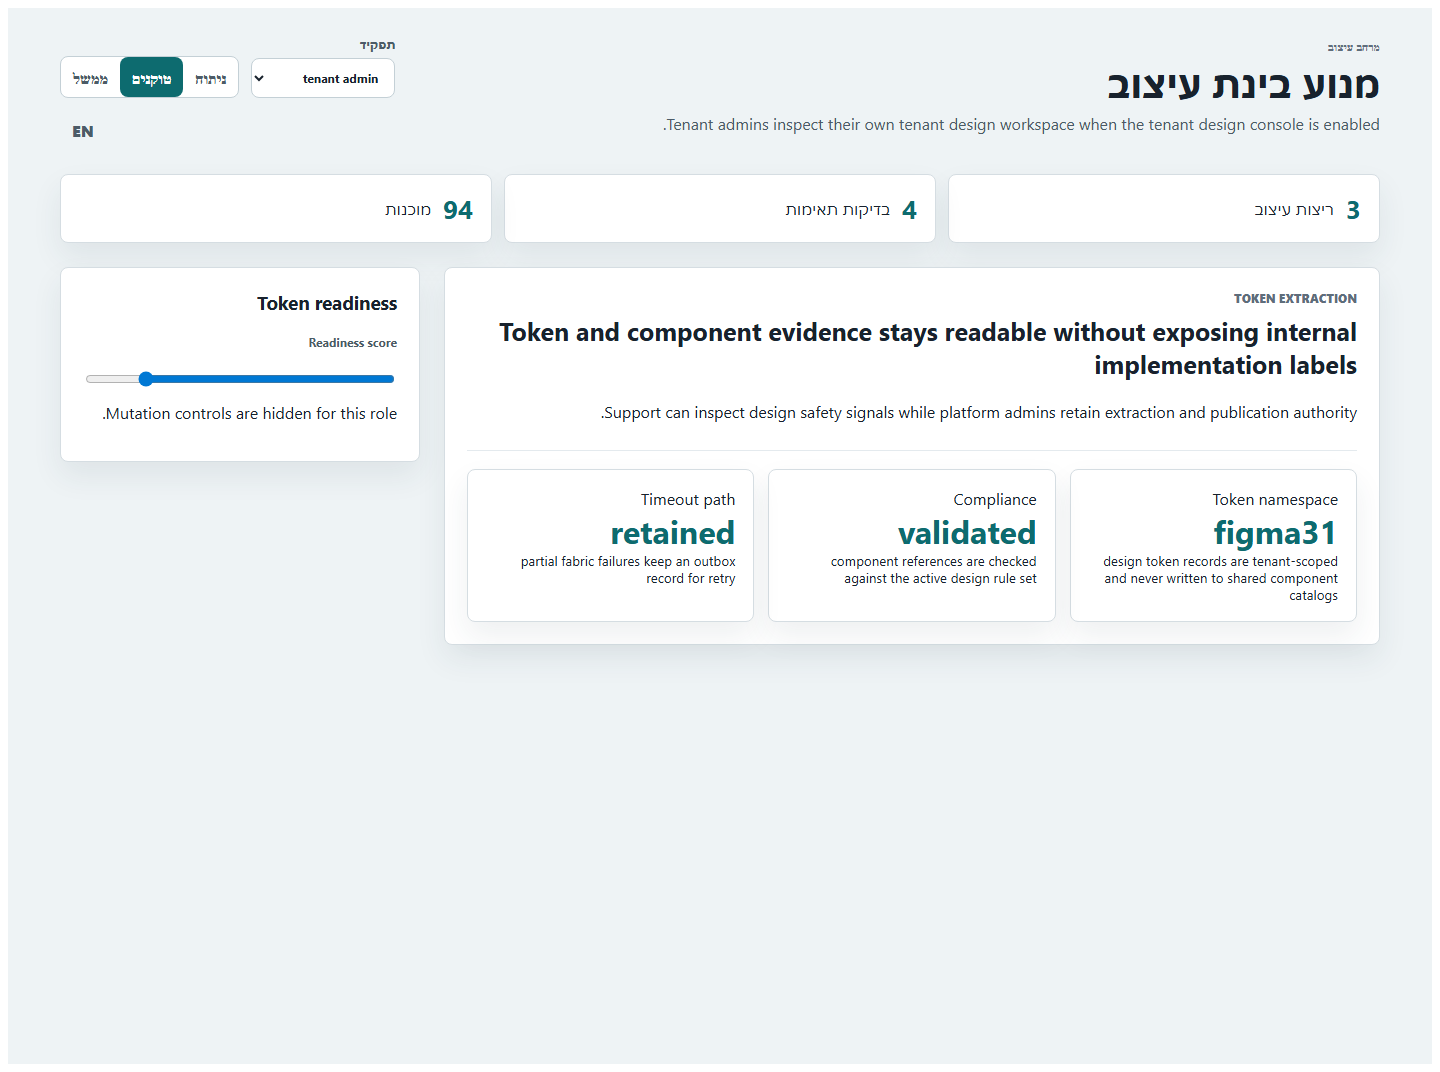 מרחב עיצוב
מנוע בינת עיצוב
Tenant admins inspect their own tenant design workspace when the tenant design console is enabled.
תפקיד
tenant admin
ניתוח
טוקנים
ממשל
EN
3 ריצות עיצוב
4 בדיקות תאימות
94 מוכנות
TOKEN EXTRACTION
Token and component evidence stays readable without exposing internal
implementation labels
Support can inspect design safety signals while platform admins retain extraction and publication authority.
Token namespace
figma31
design token records are tenant-scoped
and never written to shared component
catalogs
Compliance
validated
component references are checked
against the active design rule set
Timeout path
retained
partial fabric failures keep an outbox
record for retry
Token readiness
Readiness score
Mutation controls are hidden for this role.